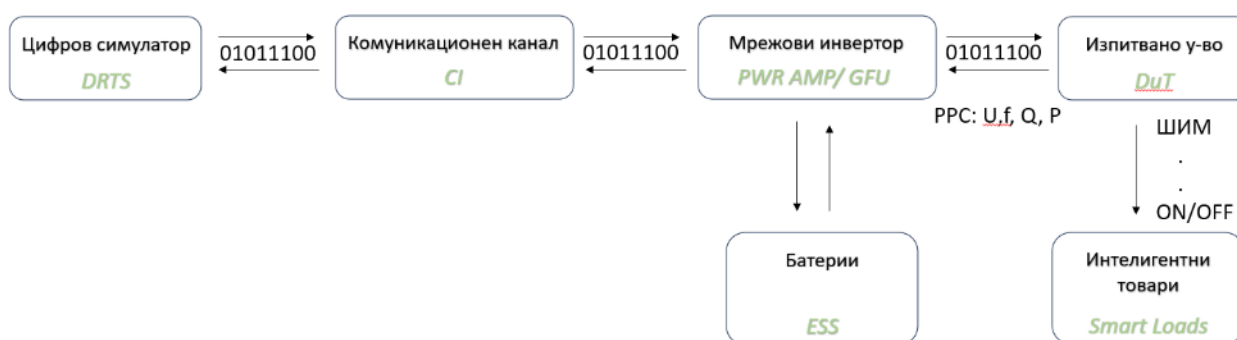 Цифров симулатор
DRTS
01011100
Комуникационен канал
CI
01011100
Мрежови инвертор
PWR AMP/ GFU
01011100
Изпитвано у-во
DuT
PPC: U,f, Q, P
ШИМ
.
.
ON/OFF
Батерии
ESS
Интелигентни
товари
Smart Loads